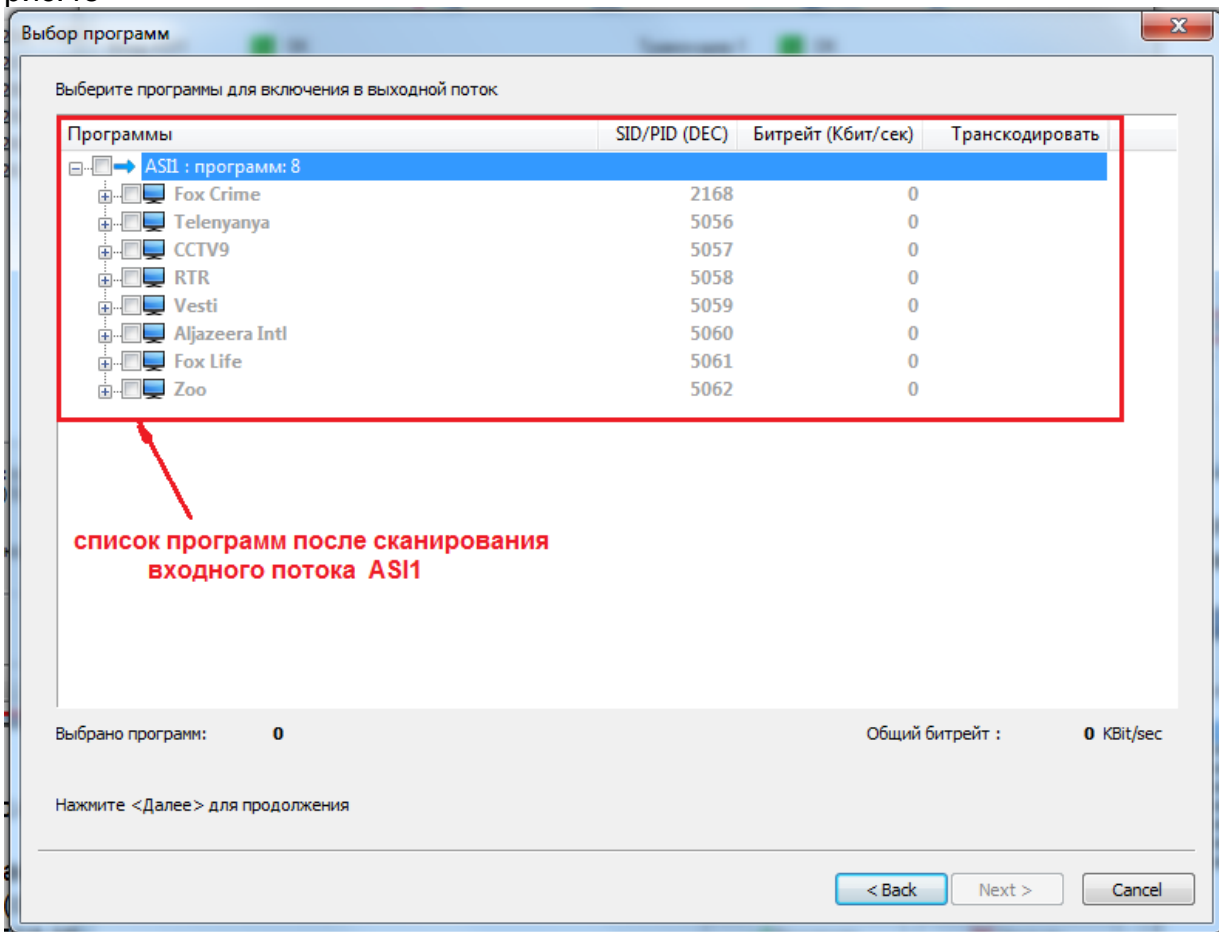 Выбор программ
Выберите программы для включения в выходной поток
Программы SID/PID (DEC) Битрейт (Кбит/сек) Транскодировать
ASI1 : программ: 8
Fox Crime 2168 0
Telenyanya 5056 0
CCTV9 5057 0
RTR 5058 0
Vesti 5059 0
Aljazeera Intl 5060 0
Fox Life 5061 0
Zoo 5062 0
список программ после сканирования
входного потока ASI1
Выбрано программ: 0 Общий битрейт : 0 KBit/sec
Нажмите <Далее> для продолжения
< Back Next > Cancel